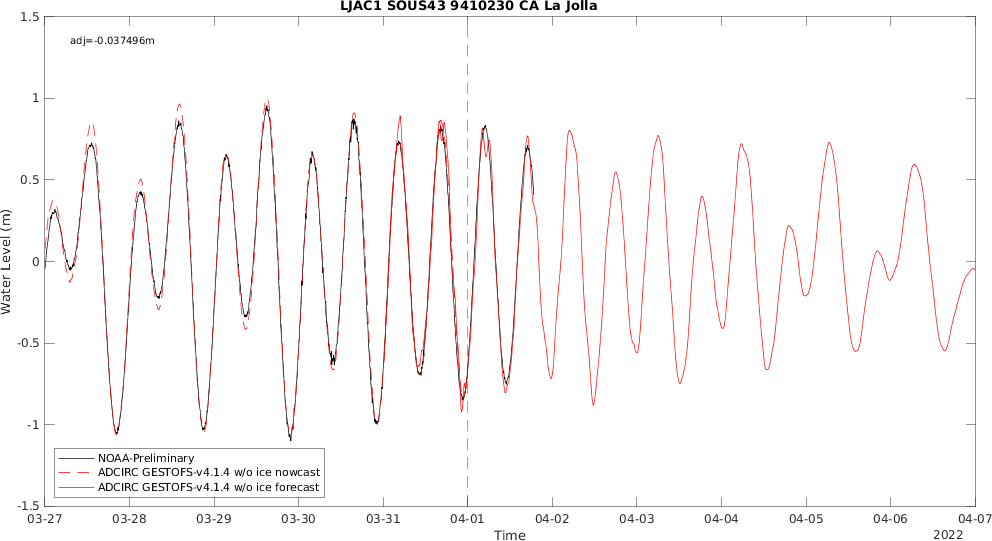 LJAC1 SOUS43 9410230 CA La Jolla
adj=-0.037496m
1.5
1
0.5
0
-0.5
-1
-1.5
Water Level (m)
NOAA-Preliminary
ADCIRC GESTOFS-v4.1.4 w/o ice nowcast
ADCIRC GESTOFS-v4.1.4 w/o ice forecast
03-27 03-28 03-29 03-30 03-31 04-01 04-02 04-03 04-04 04-05 04-06 04-07
Time
2022